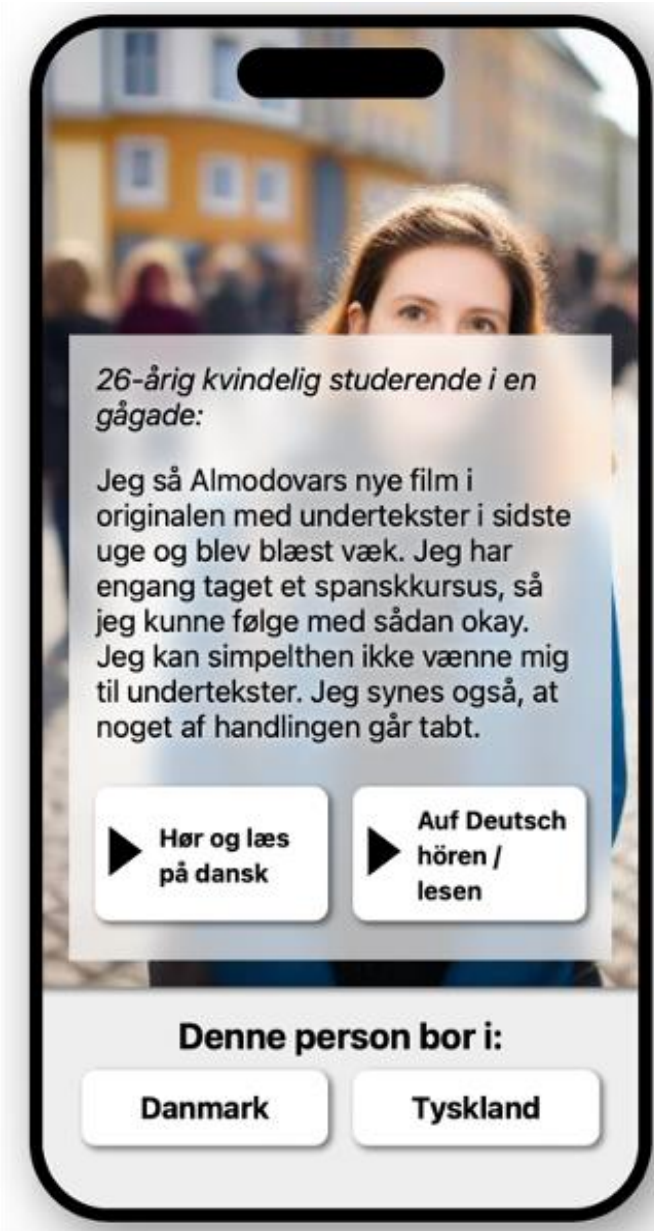 26-årig kvindelig studerende i en
gågade:
Jeg så Almodovars nye film i
originalen med undertekster i sidste
uge og blev blæst væk. Jeg har
engang taget et spanskkursus, så
jeg kunne følge med sådan okay.
Jeg kan simpelthen ikke vænne mig
til undertekster. Jeg synes også, at
noget af handlingen går tabt.
Hør og læs
på dansk
Auf Deutsch
hören /
lesen
Denne person bor i:
Danmark
Tyskland